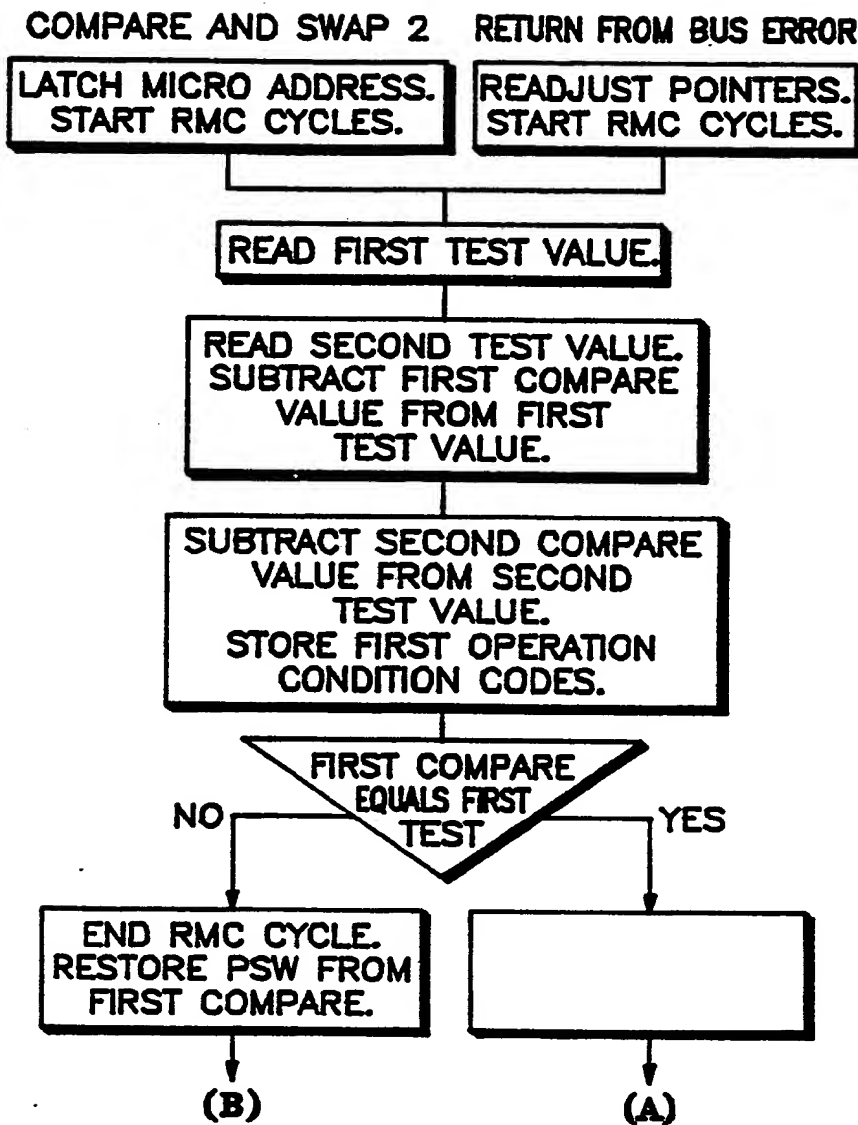 COMPARE AND SWAP 2
RETURN FROM BUS ERROR
LATCH MICRO ADDRESS.
START RMC CYCLES.
READJUST POINTERS.
START RMC CYCLES.
READ FIRST TEST VALUE.
READ SECOND TEST VALUE.
SUBTRACT FIRST COMPARE
VALUE FROM FIRST
TEST VALUE.
SUBTRACT SECOND COMPARE
VALUE FROM SECOND
TEST VALUE.
STORE FIRST OPERATION
CONDITION CODES.
FIRST COMPARE
EQUALS FIRST
TEST
NO
YES
END RMC CYCLE.
RESTORE PSW FROM
FIRST COMPARE.
(B)
(A)